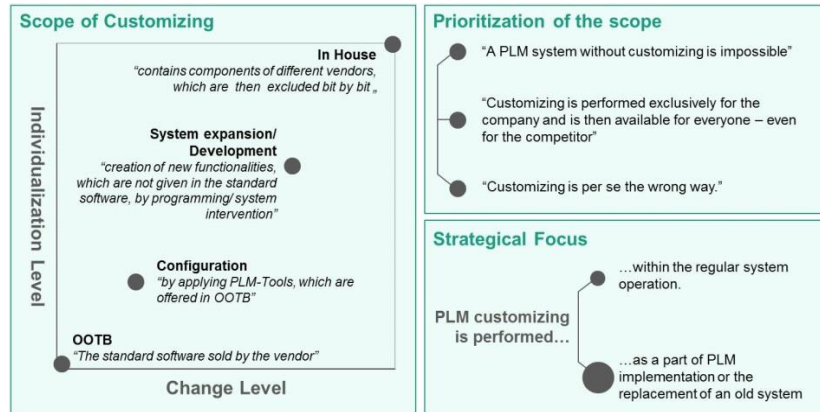 Scope of Customizing
In House
“contains components of different vendors,
which are then excluded bit by bit „
System expansion/
Development
“creation of new functionalities,
which are not given in the standard
software, by programming/ system
intervention”
Configuration
“by applying PLM-Tools, which are
offered in OOTB”
OOTB
“The standard software sold by the vendor”
Individualization Level
Change Level
Prioritization of the scope
“A PLM system without customizing is impossible”
“Customizing is performed exclusively for the
company and is then available for everyone – even
for the competitor”
“Customizing is per se the wrong way.”
Strategical Focus
PLM customizing
is performed…
…within the regular system
operation.
…as a part of PLM
implementation or the
replacement of an old system